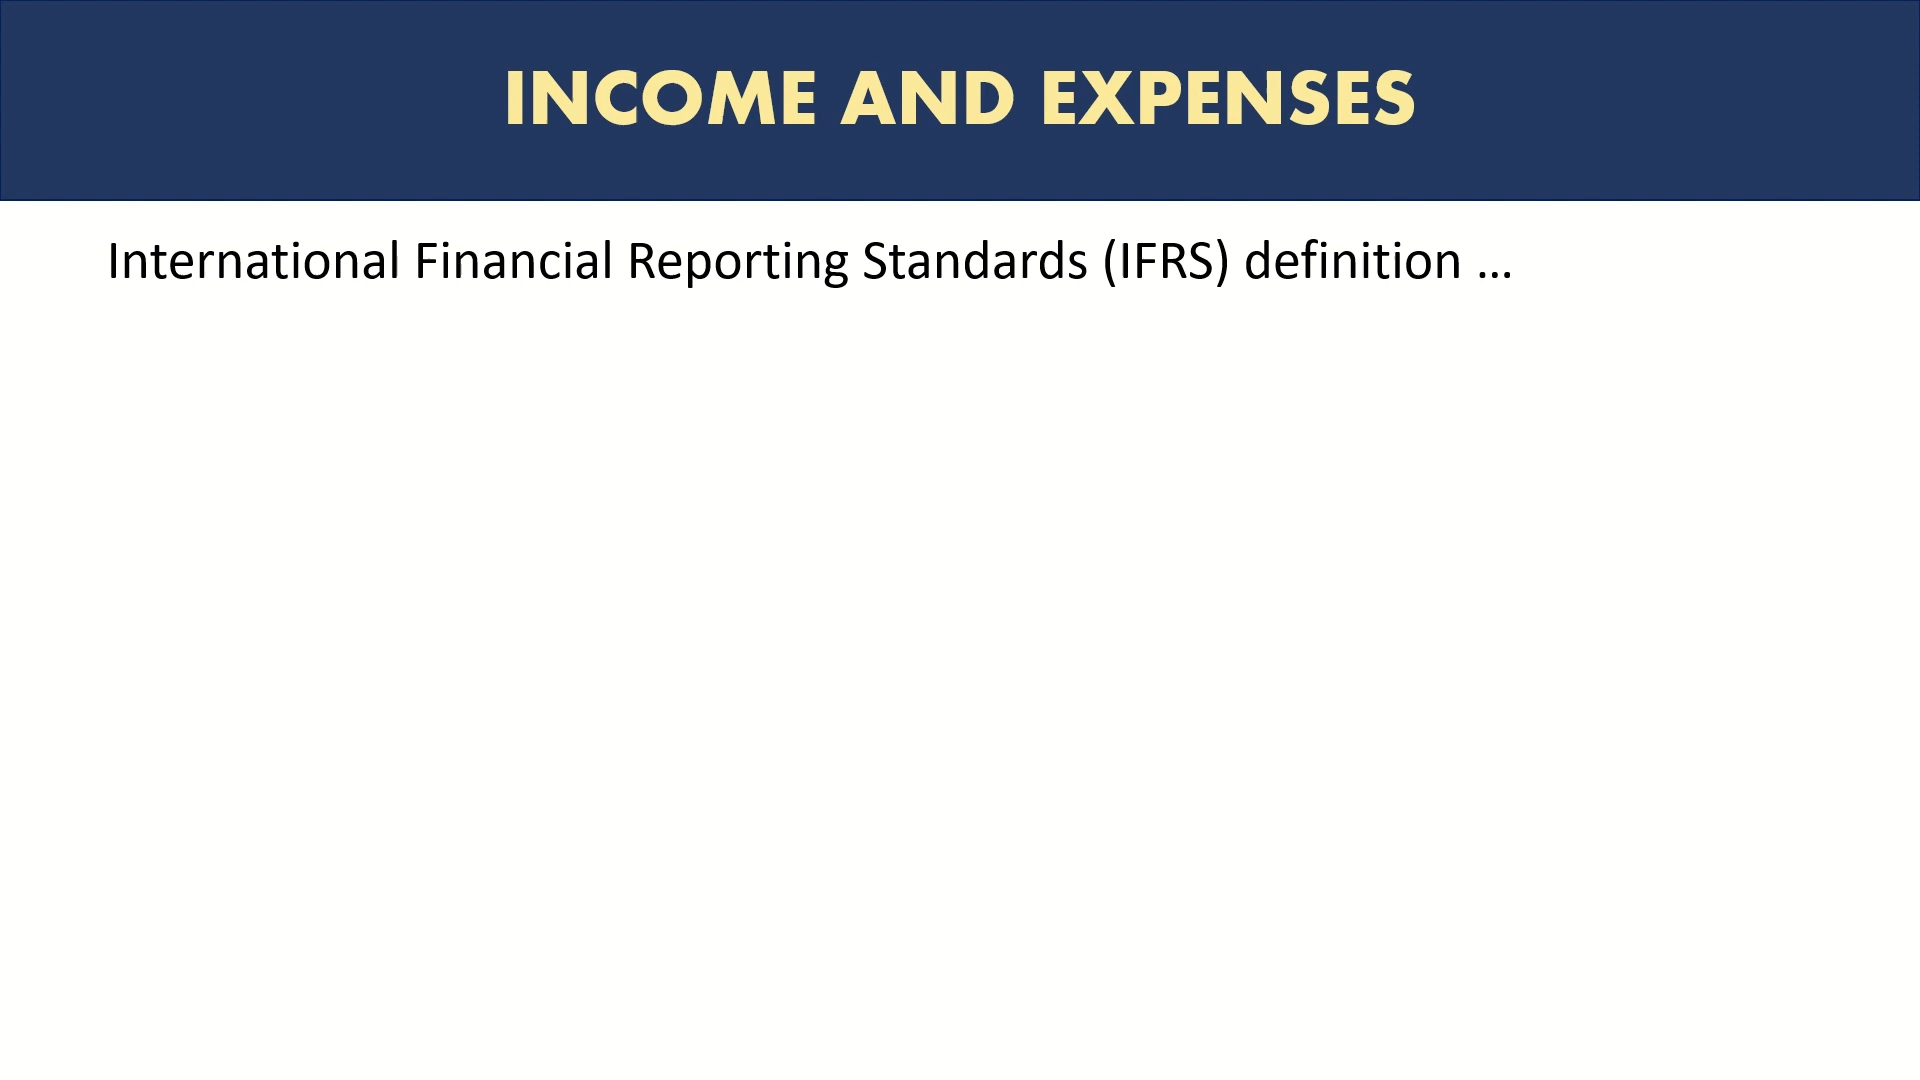 INCOME AND EXPENSES
International Financial Reporting Standards (IFRS) definition ...